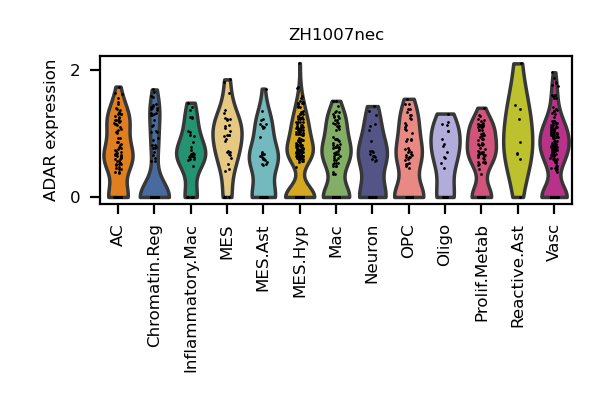 ZH1007nec
ADAR expression
2
0
AC
Chromatin.Reg
Inflammatory.Mac
MES
MES.Ast
MES.Hyp
Mac
Neuron
OPC
Oligo
Prolif.Metab
Reactive.Ast
Vasc